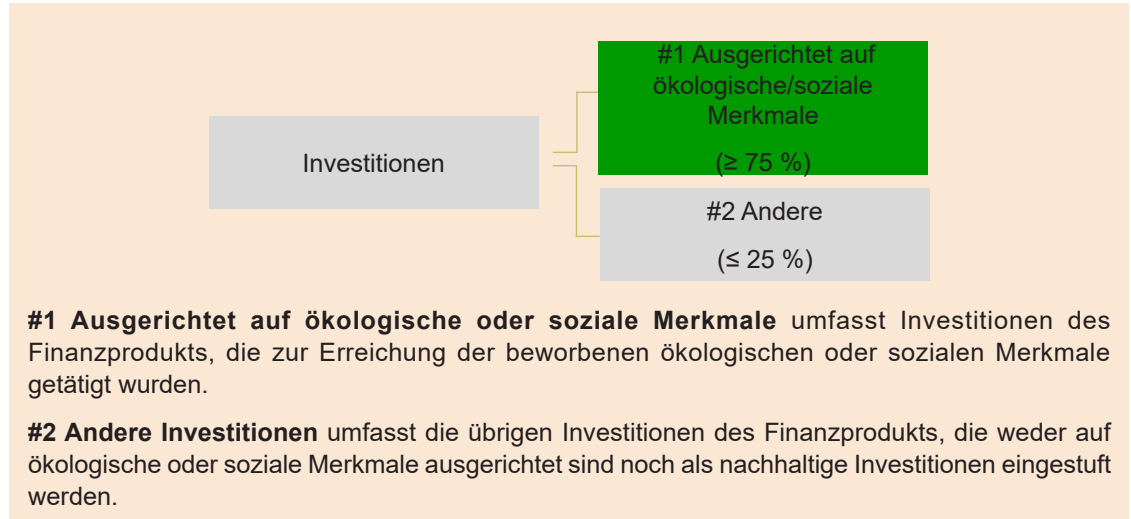 #1 Ausgerichtet auf
ökologische/soziale
Merkmale
(≥ 75 %)
Investitionen
#2 Andere
(≤ 25 %)
#1 Ausgerichtet auf ökologische oder soziale Merkmale umfasst Investitionen des
Finanzprodukts, die zur Erreichung der beworbenen ökologischen oder sozialen Merkmale
getätigt wurden.
#2 Andere Investitionen umfasst die übrigen Investitionen des Finanzprodukts, die weder auf
ökologische oder soziale Merkmale ausgerichtet sind noch als nachhaltige Investitionen eingestuft
werden.